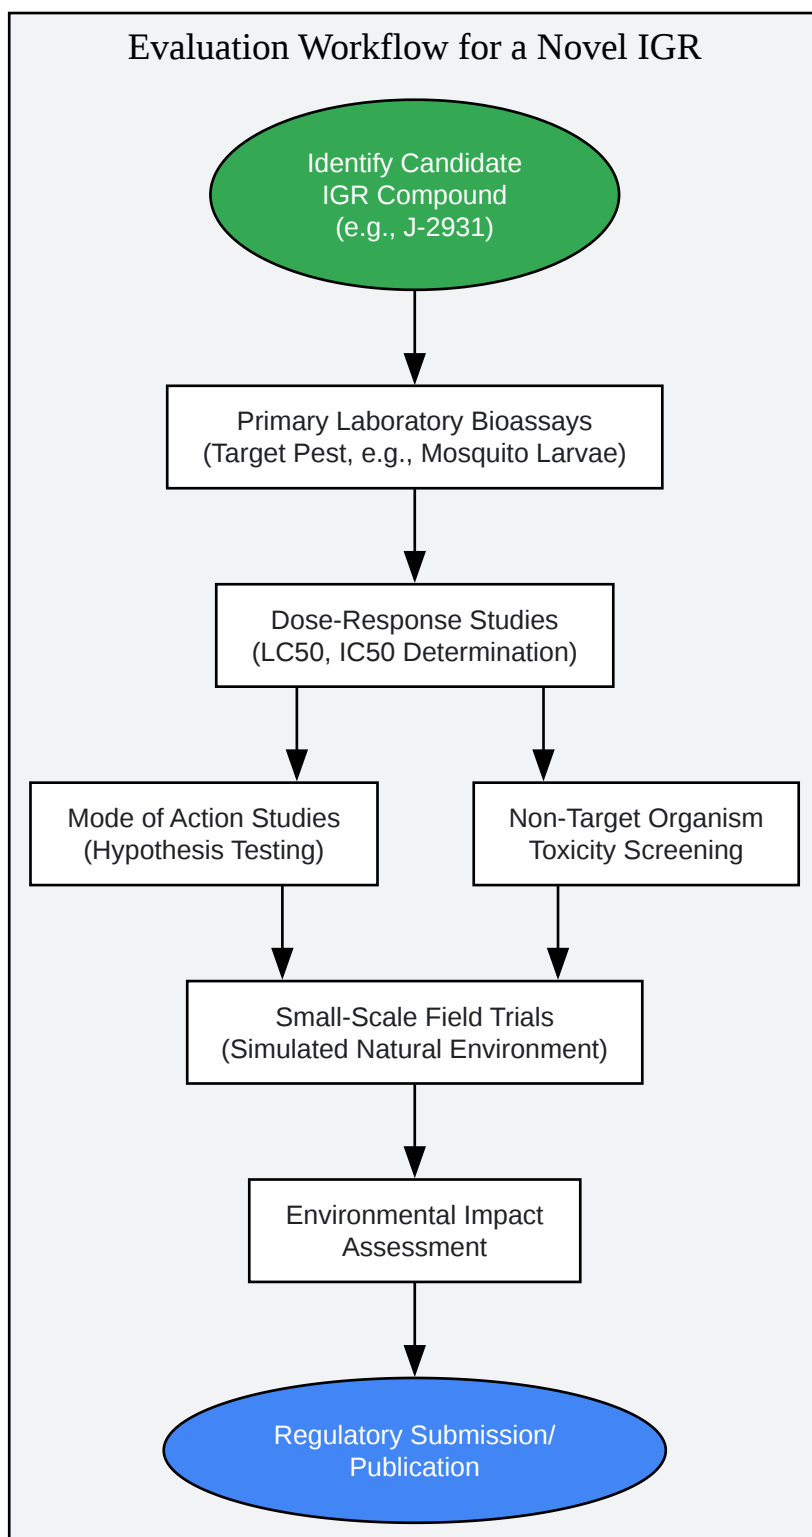 Evaluation Workflow for a Novel IGR
Identify Candidate
IGR Compound
(e.g., J-2931)
Primary Laboratory Bioassays
(Target Pest, e.g., Mosquito Larvae)
Dose-Response Studies
(LC50, IC50 Determination)
Mode of Action Studies
(Hypothesis Testing)
Non-Target Organism
Toxicity Screening
Small-Scale Field Trials
(Simulated Natural Environment)
Environmental Impact
Assessment
Regulatory Submission/
Publication